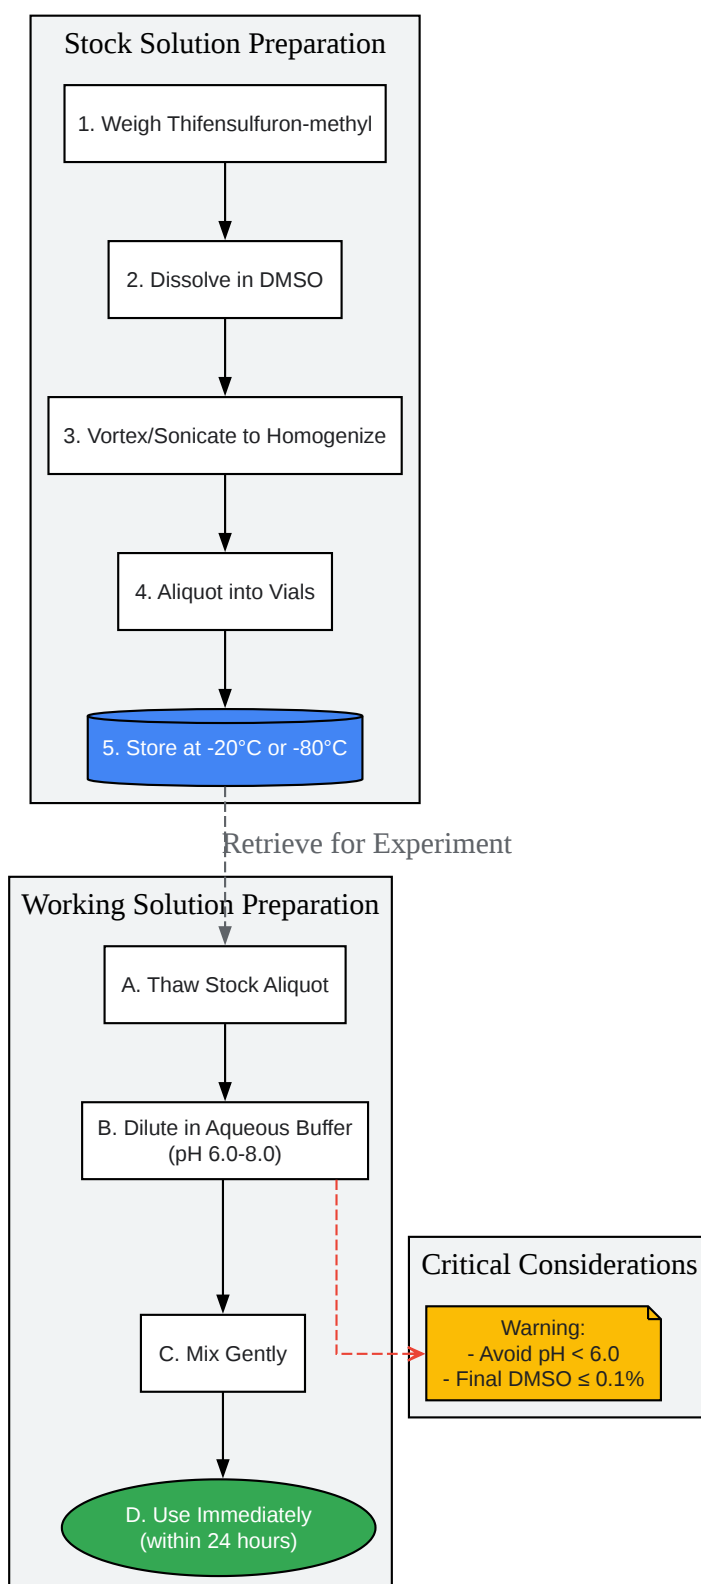 Stock Solution Preparation
1. Weigh Thifensulfuron-methyl
2. Dissolve in DMSO
3. Vortex/Sonicate to Homogenize
4. Aliquot into Vials
5. Store at -20°C or -80°C
Retrieve for Experiment
Working Solution Preparation
A. Thaw Stock Aliquot
B. Dilute in Aqueous Buffer
(pH 6.0-8.0)
Critical Considerations
Warning:
- Avoid pH < 6.0
- Final DMSO ≤ 0.1%
C. Mix Gently
D. Use Immediately
(within 24 hours)